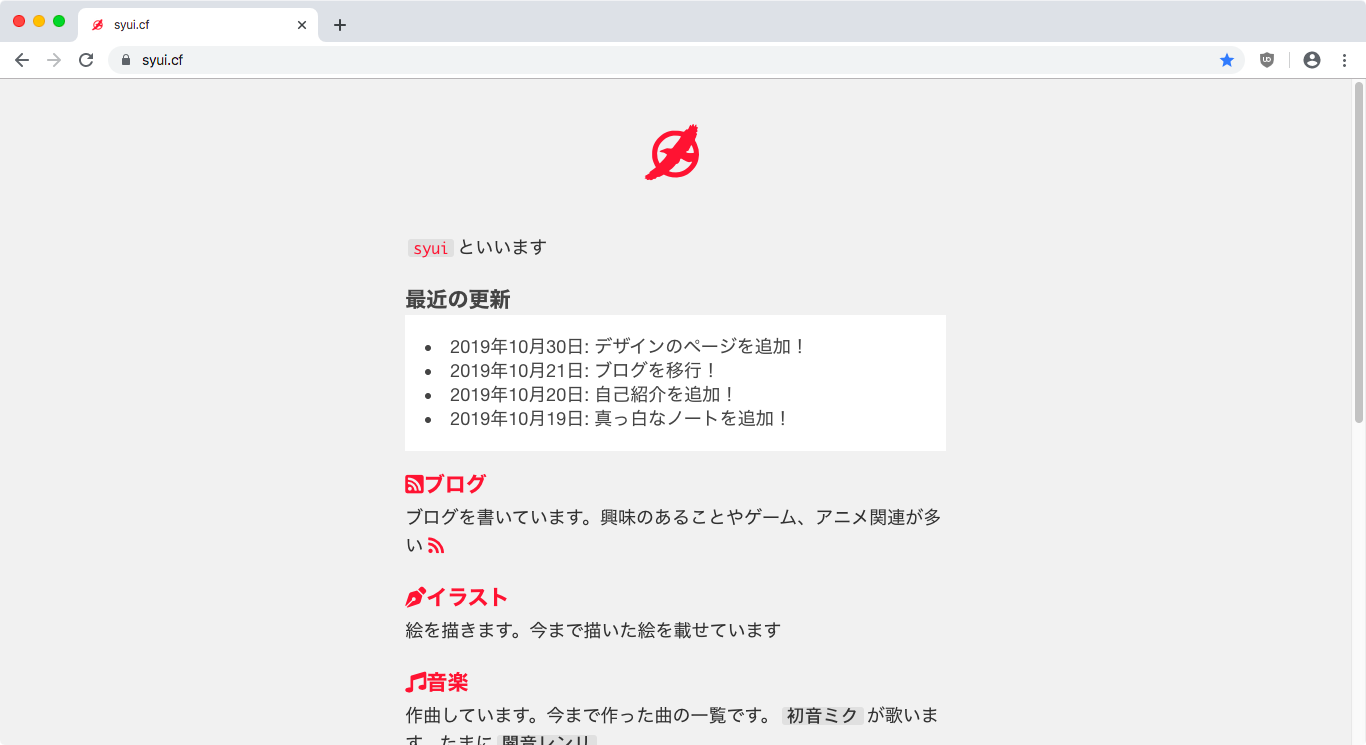 syui.cf
syui.cf
syui といいます
最近の更新
2019年10月30日: デザインのページを追加！
2019年10月21日: ブログを移行！
2019年10月20日: 自己紹介を追加！
2019年10月19日: 真っ白なノートを追加！
ブログ
ブログを書いています。興味のあることやゲーム、アニメ関連が多
い
イラスト
絵を描きます。今まで描いた絵を載せています
音楽
作曲しています。今まで作った曲の一覧です。 初音ミク が歌いま
す。たまに 闇音レンリ